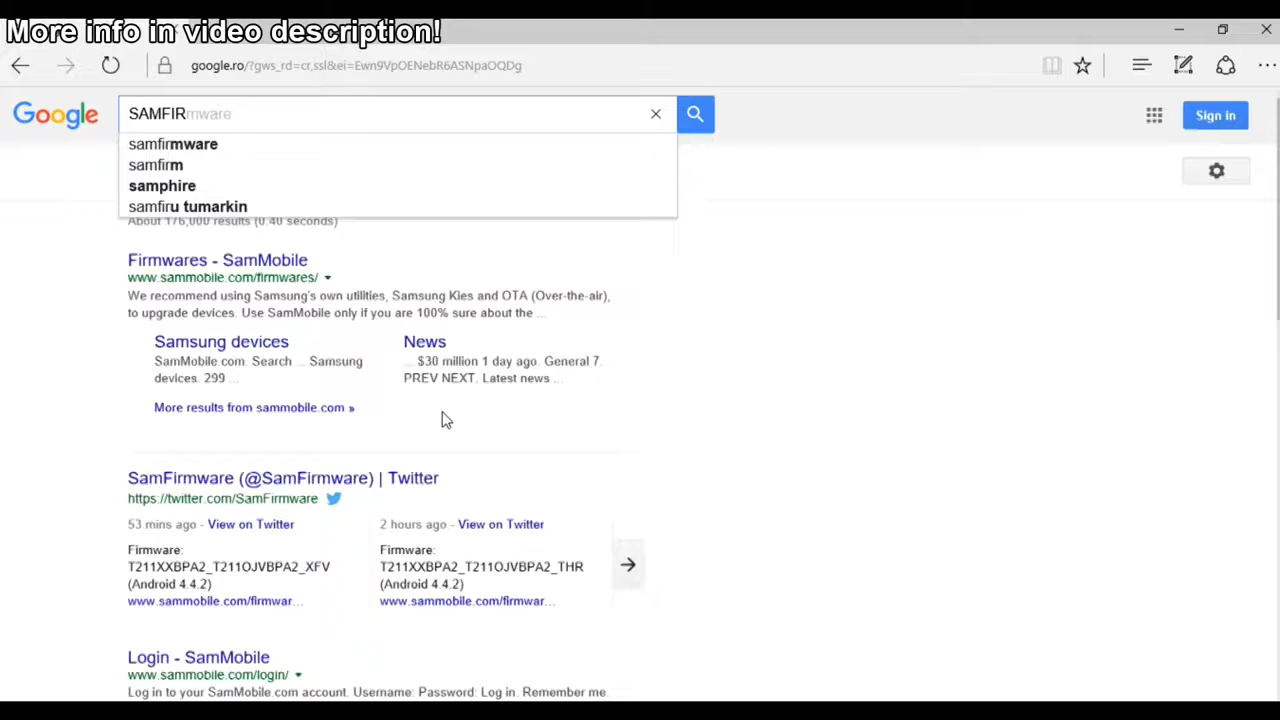 More info in video description!
google.ro/?gws_rd=cr,ssl&ei=Ewn9VpOENebR6ASNpaOQDg
Google
SAMFIRmware
Sign in
samfirmware
samfirm
samphire
samfiru tumarkin
About 176,000 results (0.40 seconds)
Firmwares - SamMobile
www.sammobile.com/firmwares/
We recommend using Samsung's own utilities, Samsung Kies and OTA (Over-the-air),
to upgrade devices. Use SamMobile only if you are 100% sure about the ...
Samsung devices
SamMobile.com. Search ... Samsung
devices. 299 ...
News
... $30 million 1 day ago. General 7.
PREV NEXT. Latest news ...
More results from sammobile.com »
SamFirmware (@SamFirmware) | Twitter
https://twitter.com/SamFirmware
53 mins ago - View on Twitter
Firmware:
T211XXBPA2_T211OJVBPA2_XFV
(Android 4.4.2)
www.sammobile.com/firmwar...
2 hours ago - View on Twitter
Firmware:
T211XXBPA2_T211OJVBPA2_THR
(Android 4.4.2)
www.sammobile.com/firmwar...
Login - SamMobile
www.sammobile.com/login/
Log in to your SamMobile.com account. Username: Password: Log in. Remember me.